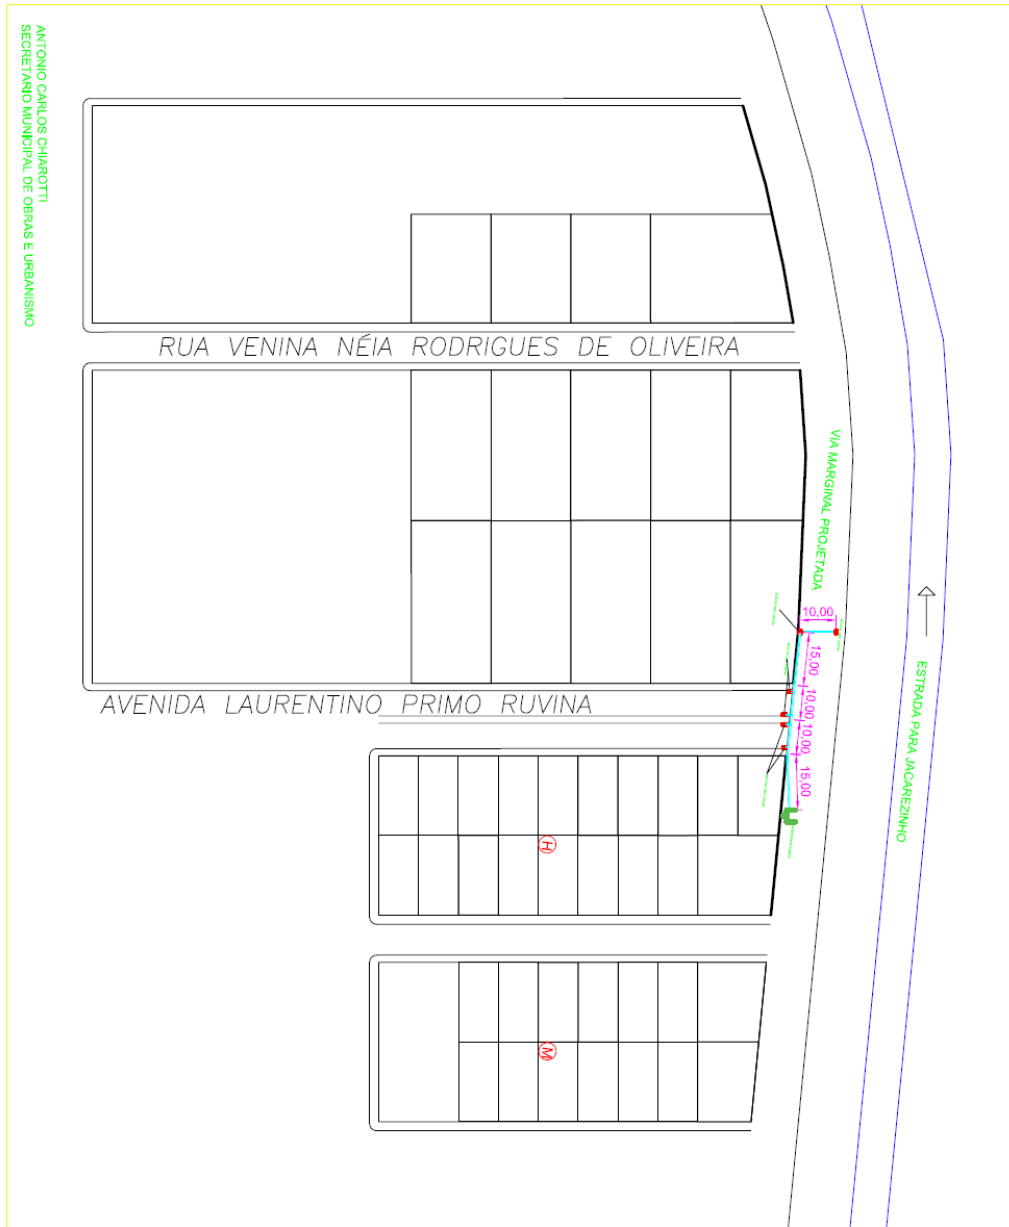 ANTONIO CARLOS CHIAROTTI
SECRETARIO MUNICIPAL DE OBRAS E URBANISMO
RUA VENINA NÉIA RODRIGUES DE OLIVEIRA
VIA MARGINAL PROJETADA
10,00
15,00
10,00
10,00
15,00
AVENIDA LAURENTINO PRIMO RUVINA
ESTRADA PARA JACAREZINHO
H
M